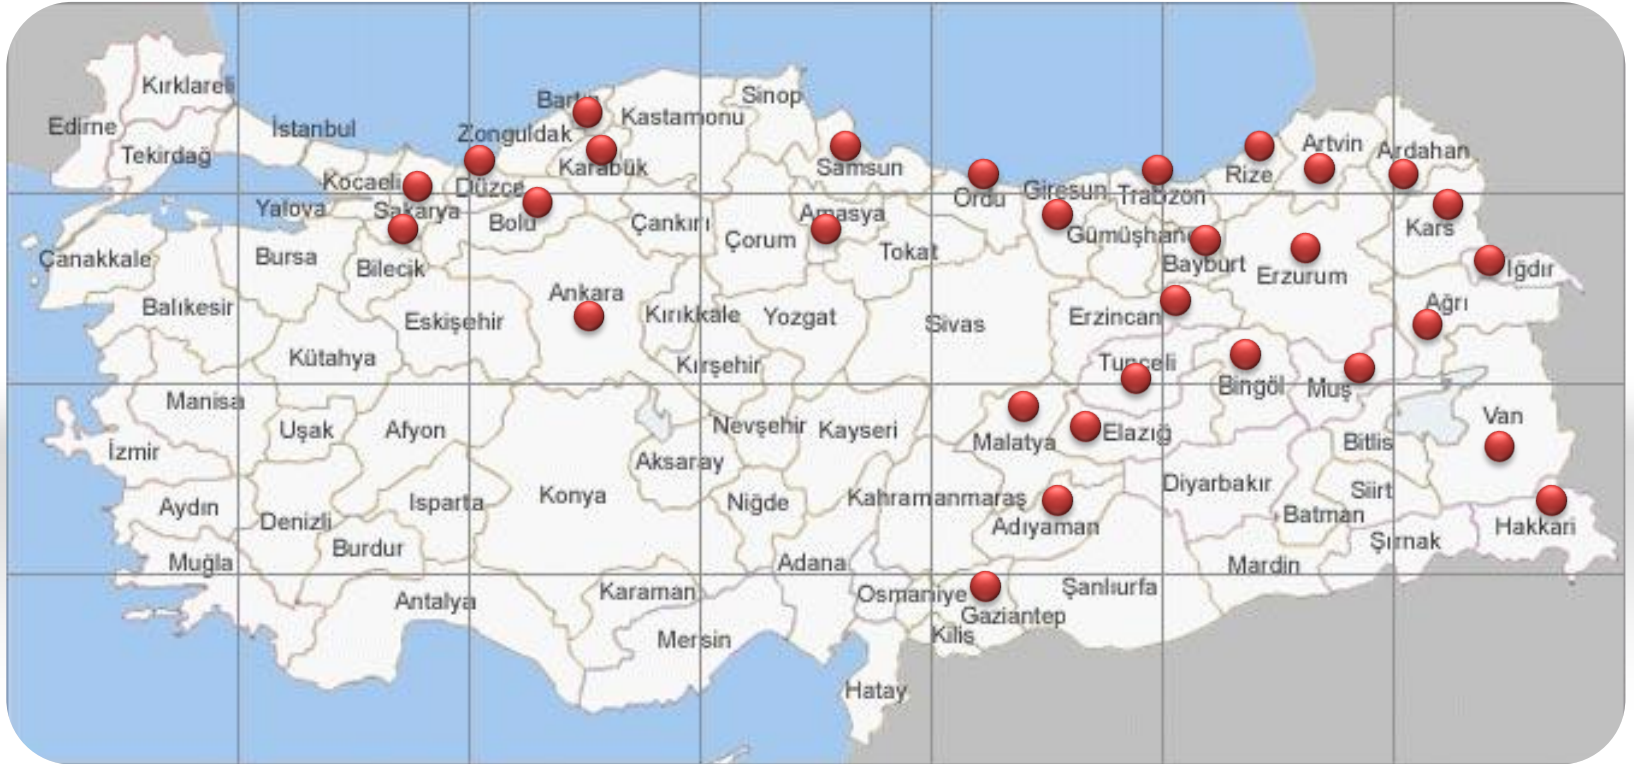 Kırklareli
Edirne
Tekirdağ
İstanbul
Kocaeli
Yalova
Sakarya
Düzce
Zonguldak
Bartın
Karabük
Kastamonu
Sinop
Samsun
Ordu
Giresun
Trabzon
Rize
Artvin
Ardahan
Kars
Iğdır
Çanakkale
Bursa
Bilecik
Bolu
Çankırı
Çorum
Amasya
Tokat
Gümüşhane
Bayburt
Erzurum
Ağrı
Balıkesir
Kütahya
Eskişehir
Ankara
Kırıkkale
Kırşehir
Yozgat
Sivas
Erzincan
Tunceli
Bingöl
Muş
Van
Manisa
Uşak
Afyon
İzmir
Nevşehir
Kayseri
Aksaray
Malatya
Elazığ
Bitlis
Aydın
Denizli
Isparta
Konya
Niğde
Kahramanmaraş
Adıyaman
Diyarbakır
Siirt
Batman
Şırnak
Hakkari
Muğla
Burdur
Antalya
Karaman
Mersin
Adana
Osmaniye
Gaziantep
Kilis
Şanlıurfa
Mardin
Hatay